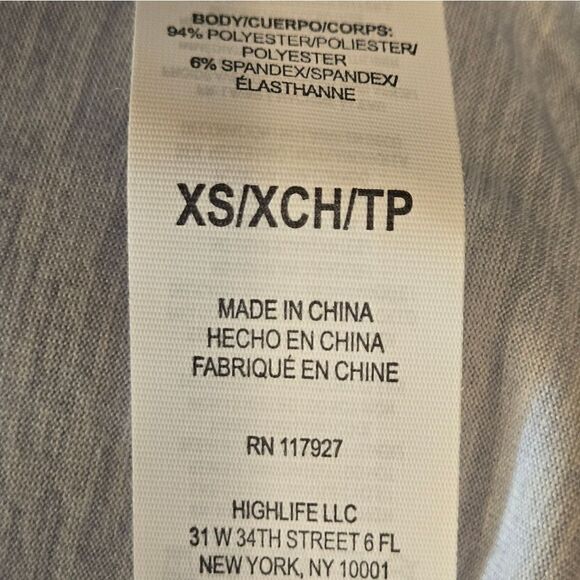 BODY/CUERPO/CORPS:
94% POLYESTER/POLIESTER/
POLYESTER
6% SPANDEX/SPANDEX/
ÉLASTHANNE
XS/XCH/TP
MADE IN CHINA
HECHO EN CHINA
FABRIQUÉ EN CHINE
RN 117927
HIGHLIFE LLC
31 W 34TH STREET 6 FL
NEW YORK, NY 10001